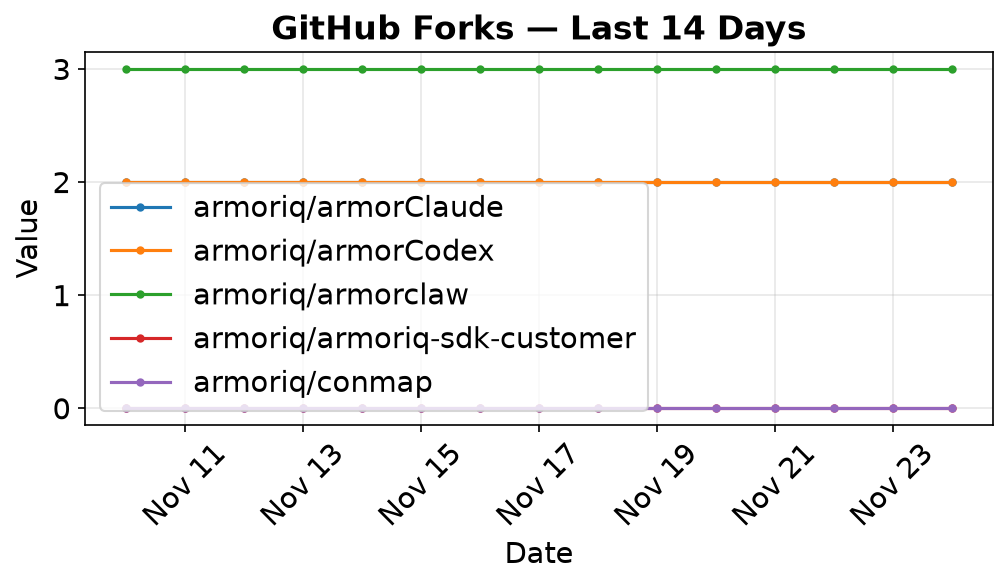 GitHub Forks — Last 14 Days
Value
3
2
1
0
armoriq/armorClaude
armoriq/armorCodex
armoriq/armorclaw
armoriq/armoriq-sdk-customer
armoriq/conmap
Nov 11
Nov 13
Nov 15
Nov 17
Nov 19
Nov 21
Nov 23
Date